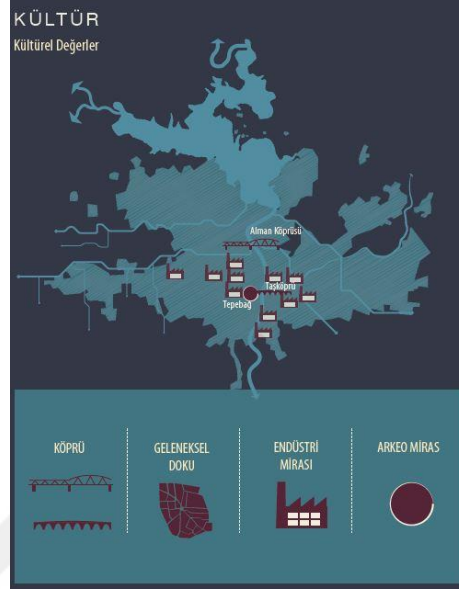 KÜLTÜR
Kültürel Değerler
Alman Köprüsü
Taşköprü
Tepebağ
KÖPRÜ
GELENEKSEL
DOKU
ENDÜSTRİ
MİRASI
ARKEO MİRAS